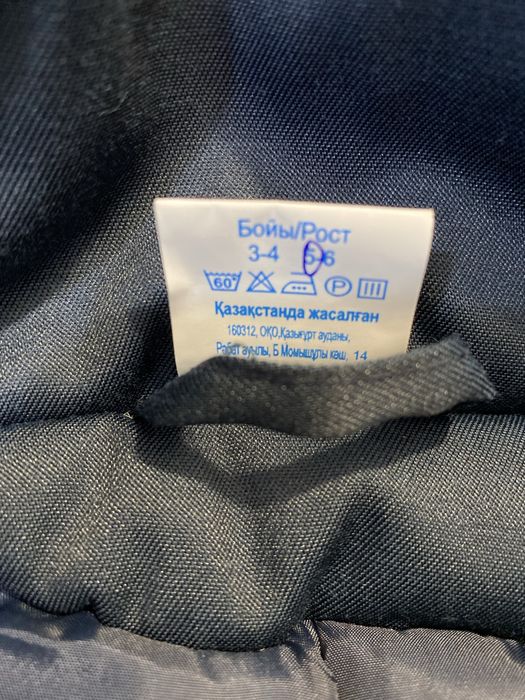 Бойы/Рост
3-4 5-6
60° P
Қазақстанда жасалған
160312, ОҚО,Қазығұрт ауданы,
Рабат ауылы, Б Момышұлы көш, 14